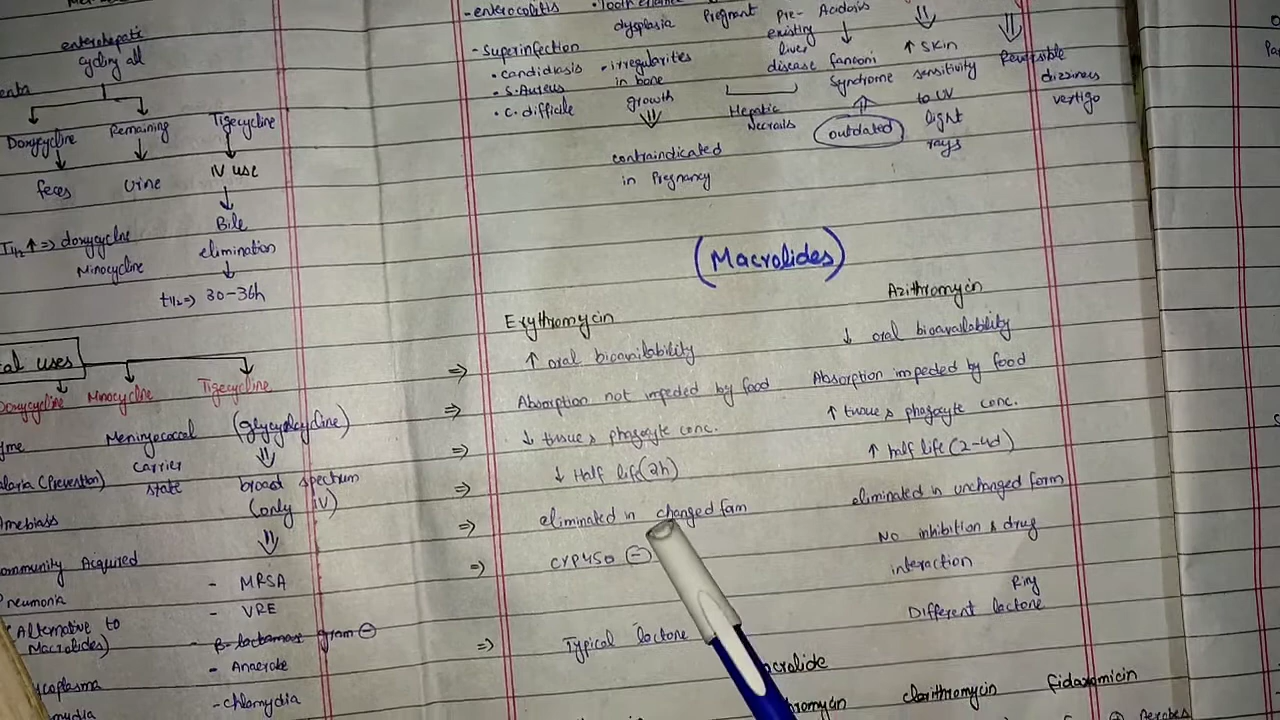 enterohepatic
cycling all
Doxycycline Remaining Tigecycline
feces Urine IV use
Bile
elimination
T1/2 ↑ => doxycyclne
Minocycline
t1/2 => 30-36h
uses
Doxycycline Minocycline Tigecycline
Meningococcal (glycylcycline)
carrier
state broad spectrum
(only IV)
(Prevention)
Acquired
- MRSA
- VRE
(Alternative to
Macrolides)
- β-lactamase gram ⊖
- Anaerobe
- chlamydia
- enterocolitis
dysplasia Pregnant Pre-
existing
liver
disease
Acidosis
fanconi
Syndrome
outdated
- Superinfection
• candidiasis
• S. Aureus
• C. difficile
• irregularities
in bone
growth
contraindicated
in Pregnancy
Hepatic
Necrosis
↑ Skin
sensitivity
to UV
light
rays
Reversible
dizziness
vertigo
(Macrolides)
Erythromycin Azithromycin
=> ↑ oral bioavailability ↓ oral bioavailability
=> Absorption not impeded by food Absorption impeded by food
=> ↓ tissue & phagocyte conc. ↑ tissue & phagocyte conc.
=> ↓ Half life (2h) ↑ half life (2-4d)
=> eliminated in changed form eliminated in unchanged form
=> CYP450 ⊖ No inhibition & drug
interaction
=> Typical lactone Different lactone Ring
clarithromycin fidaxomicin
⊕ Aerobes